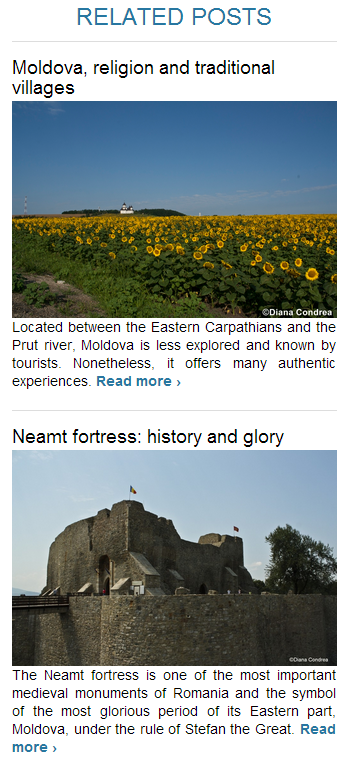 RELATED POSTS
Moldova, religion and traditional
villages
©Diana Condrea
Located between the Eastern Carpathians and the
Prut river, Moldova is less explored and known by
tourists. Nonetheless, it offers many authentic
experiences. Read more ›
Neamt fortress: history and glory
©Diana Condrea
The Neamt fortress is one of the most important
medieval monuments of Romania and the symbol
of the most glorious period of its Eastern part,
Moldova, under the rule of Stefan the Great. Read
more ›